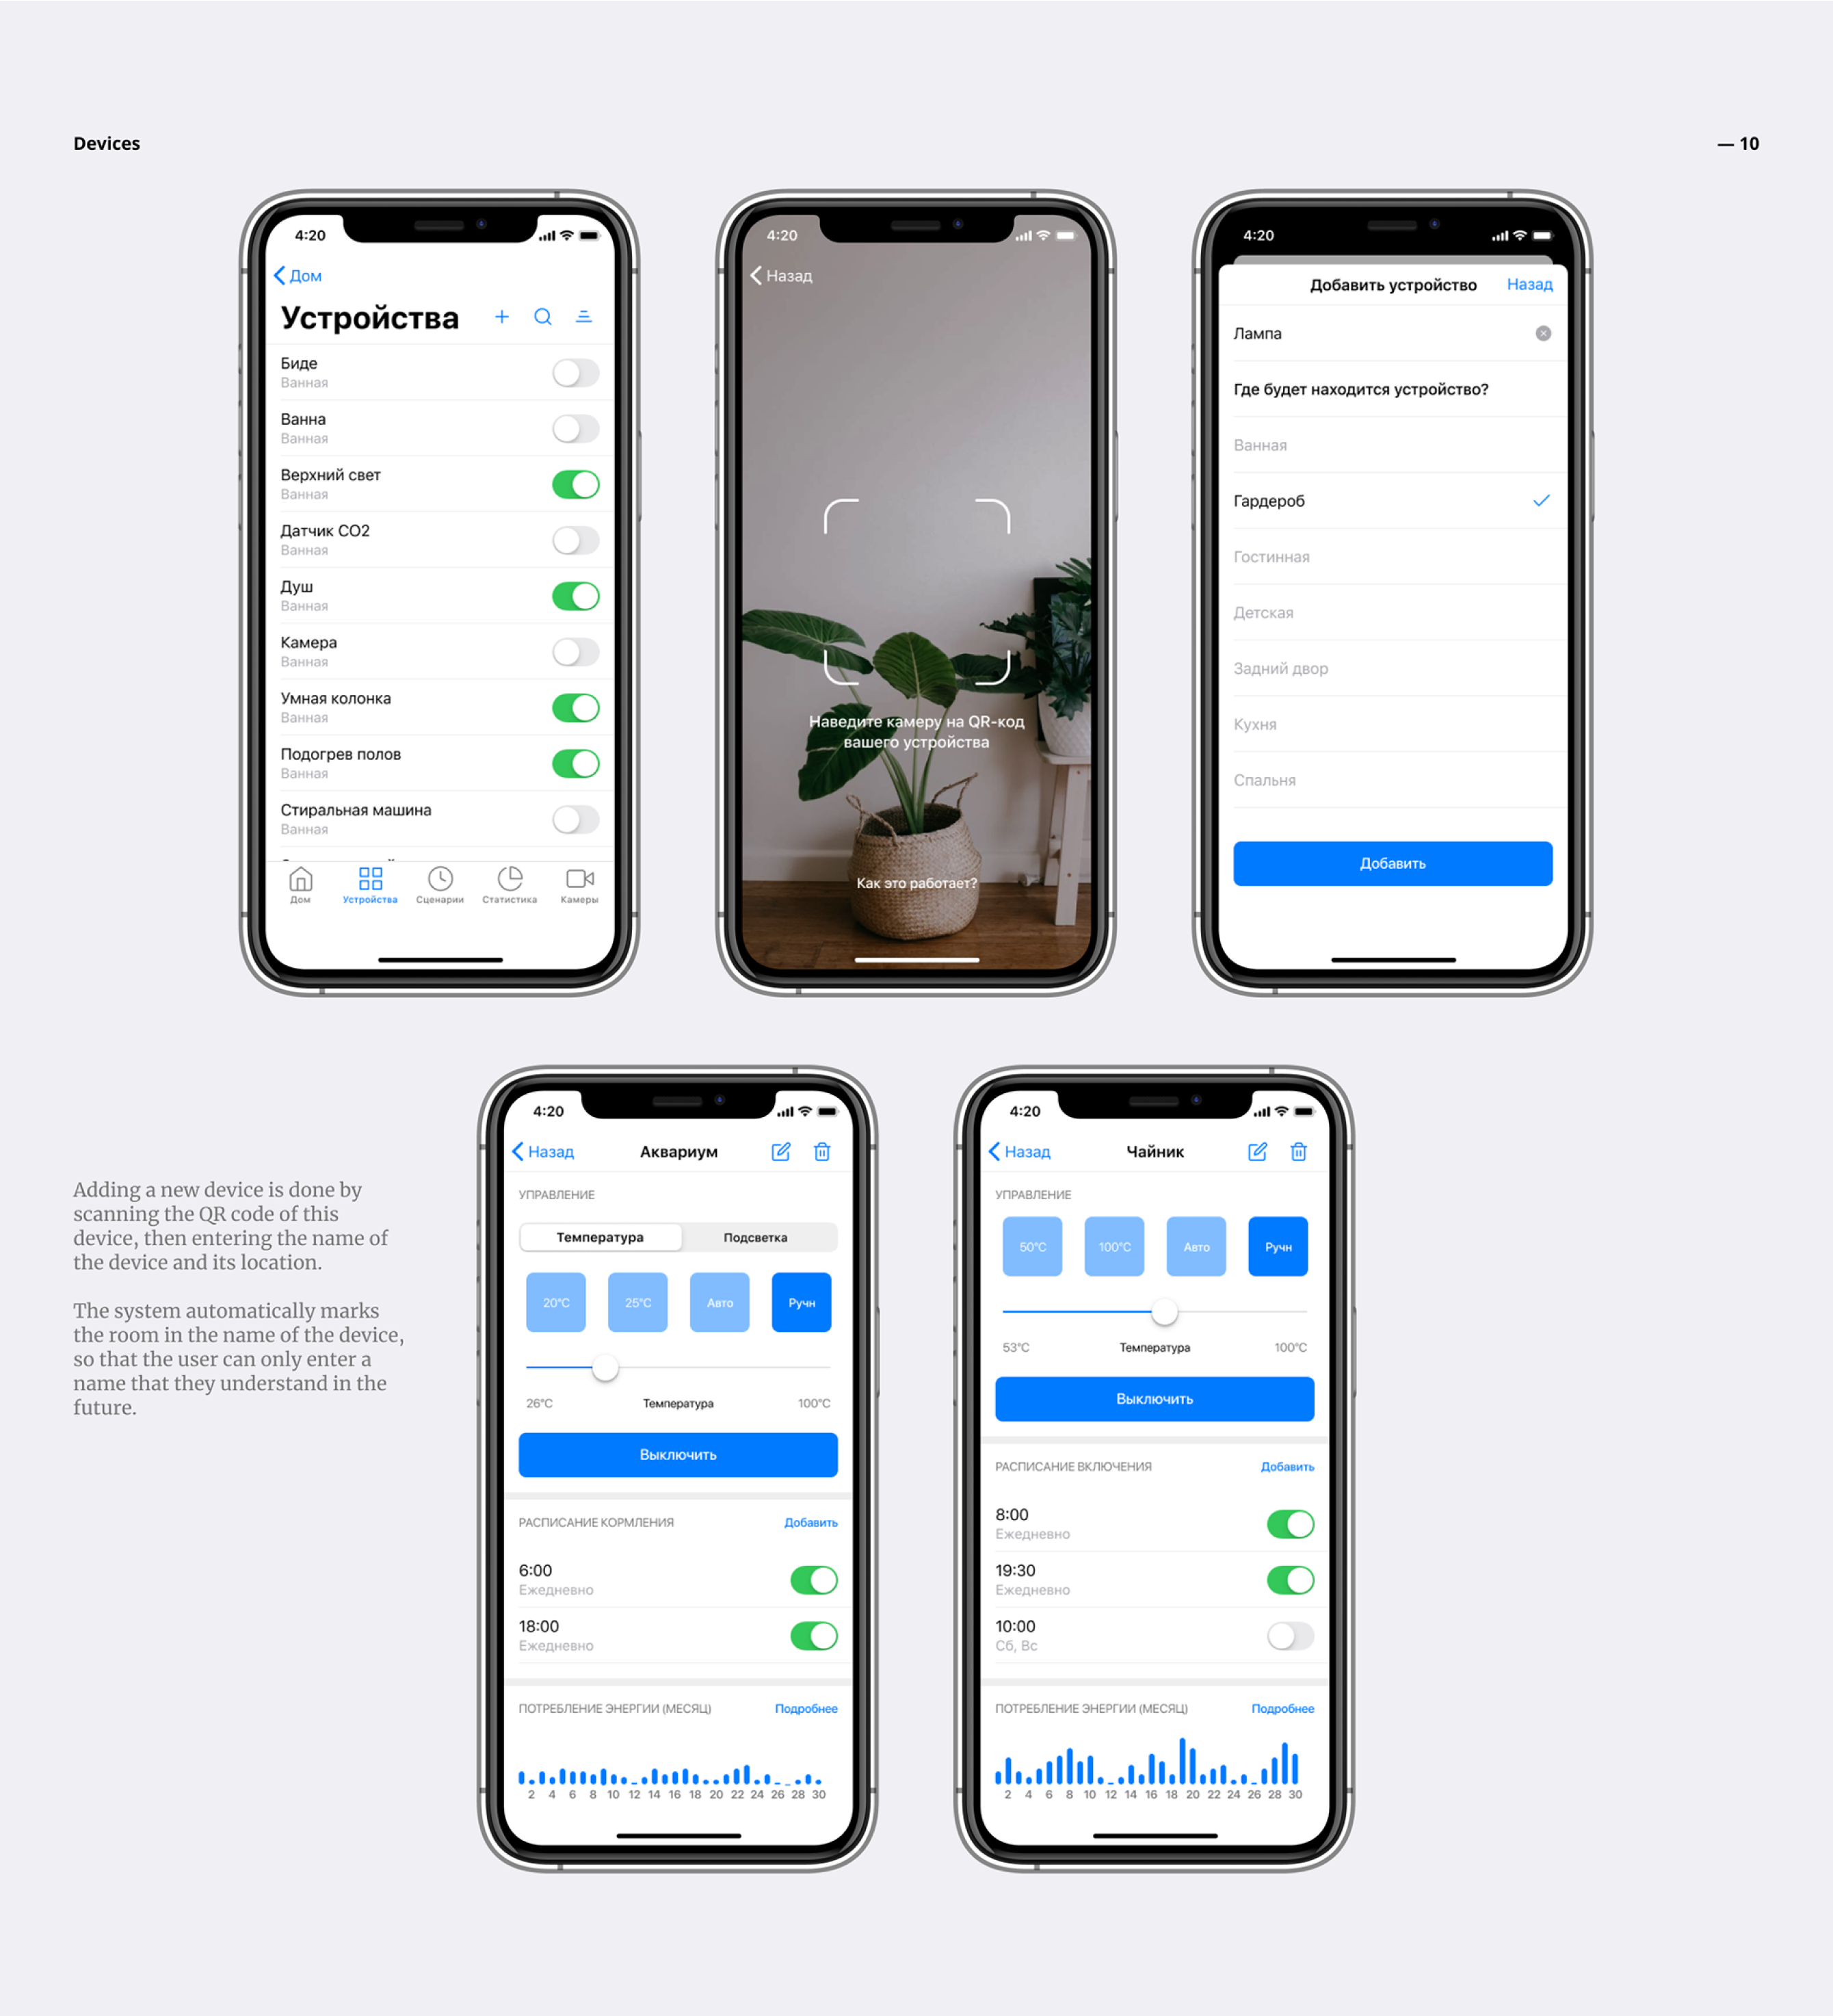 Devices
— 10
4:20
Дом
Устройства
Биде
Ванная
Ванна
Ванная
Верхний свет
Ванная
Датчик CO2
Ванная
Душ
Ванная
Камера
Ванная
Умная колонка
Ванная
Подогрев полов
Ванная
Стиральная машина
Ванная
Дом
Устройства
Сценарии
Статистика
Камеры
4:20
Назад
Наведите камеру на QR-код
вашего устройства
Как это работает?
4:20
Добавить устройство
Назад
Лампа
Где будет находится устройство?
Ванная
Гардероб
Гостинная
Детская
Задний двор
Кухня
Спальня
Добавить
Adding a new device is done by
scanning the QR code of this
device, then entering the name of
the device and its location.
The system automatically marks
the room in the name of the device,
so that the user can only enter a
name that they understand in the
future.
4:20
Назад
Аквариум
УПРАВЛЕНИЕ
Температура
Подсветка
20°C
25°C
Авто
Ручн
26°C
Температура
100°C
Выключить
РАСПИСАНИЕ КОРМЛЕНИЯ
Добавить
6:00
Ежедневно
18:00
Ежедневно
ПОТРЕБЛЕНИЕ ЭНЕРГИИ (МЕСЯЦ)
Подробнее
2 4 6 8 10 12 14 16 18 20 22 24 26 28 30
4:20
Назад
Чайник
УПРАВЛЕНИЕ
50°C
100°C
Авто
Ручн
53°C
Температура
100°C
Выключить
РАСПИСАНИЕ ВКЛЮЧЕНИЯ
Добавить
8:00
Ежедневно
19:30
Ежедневно
10:00
Сб, Вс
ПОТРЕБЛЕНИЕ ЭНЕРГИИ (МЕСЯЦ)
Подробнее
2 4 6 8 10 12 14 16 18 20 22 24 26 28 30